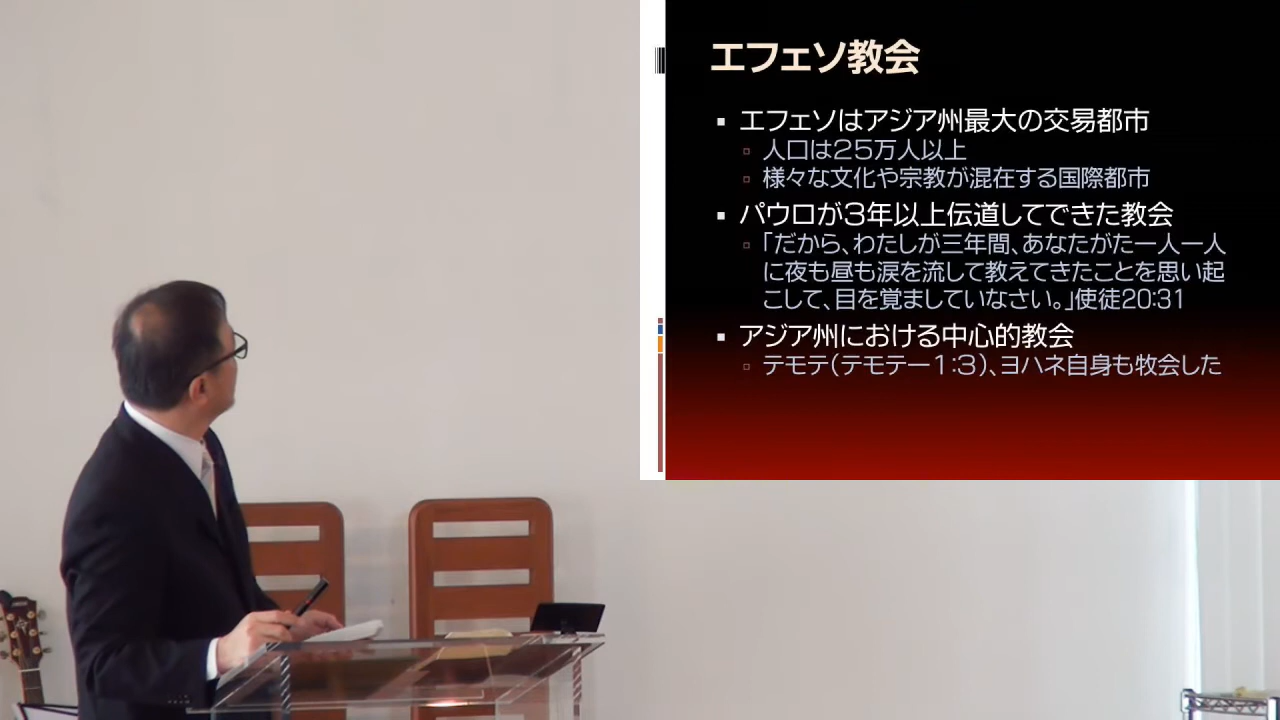 エフェソ教会
エフェソはアジア州最大の交易都市
人口は25万人以上
様々な文化や宗教が混在する国際都市
パウロが3年以上伝道してできた教会
「だから、わたしが三年間、あなたがた一人一人
に夜も昼も涙を流して教えてきたことを思い起
こして、目を覚ましていなさい。」使徒20:31
アジア州における中心的教会
テモテ(テモテ一1:3)、ヨハネ自身も牧会した